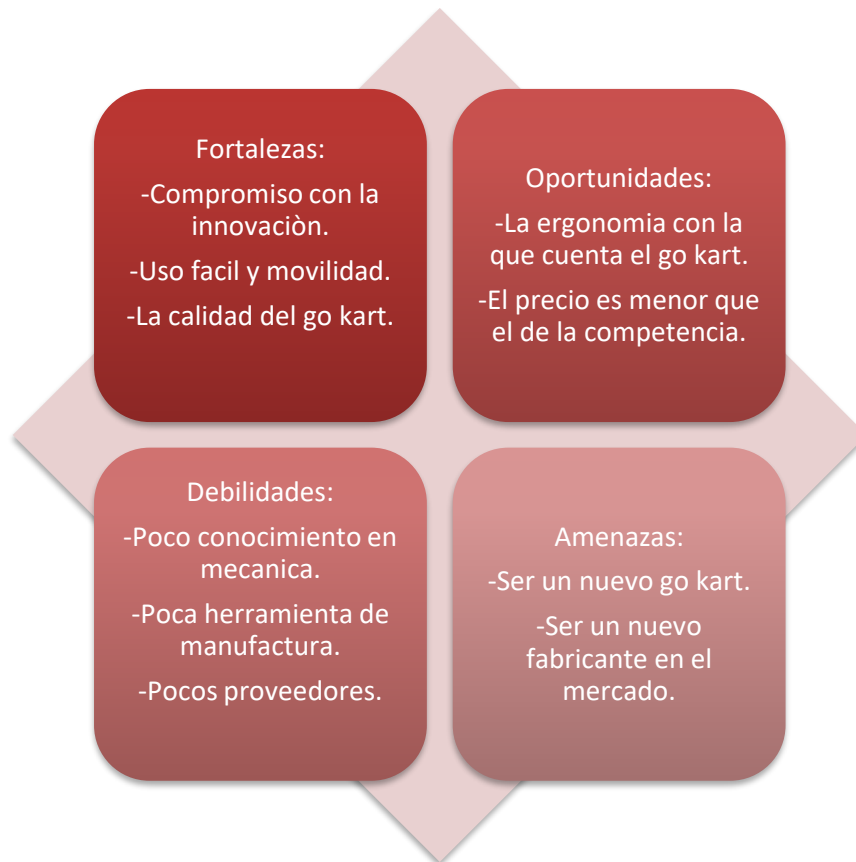 Fortalezas:
-Compromiso con la
innovaciòn.
-Uso facil y movilidad.
-La calidad del go kart.
Oportunidades:
-La ergonomia con la
que cuenta el go kart.
-El precio es menor que
el de la competencia.
Debilidades:
-Poco conocimiento en
mecanica.
-Poca herramienta de
manufactura.
-Pocos proveedores.
Amenazas:
-Ser un nuevo go kart.
-Ser un nuevo
fabricante en el
mercado.